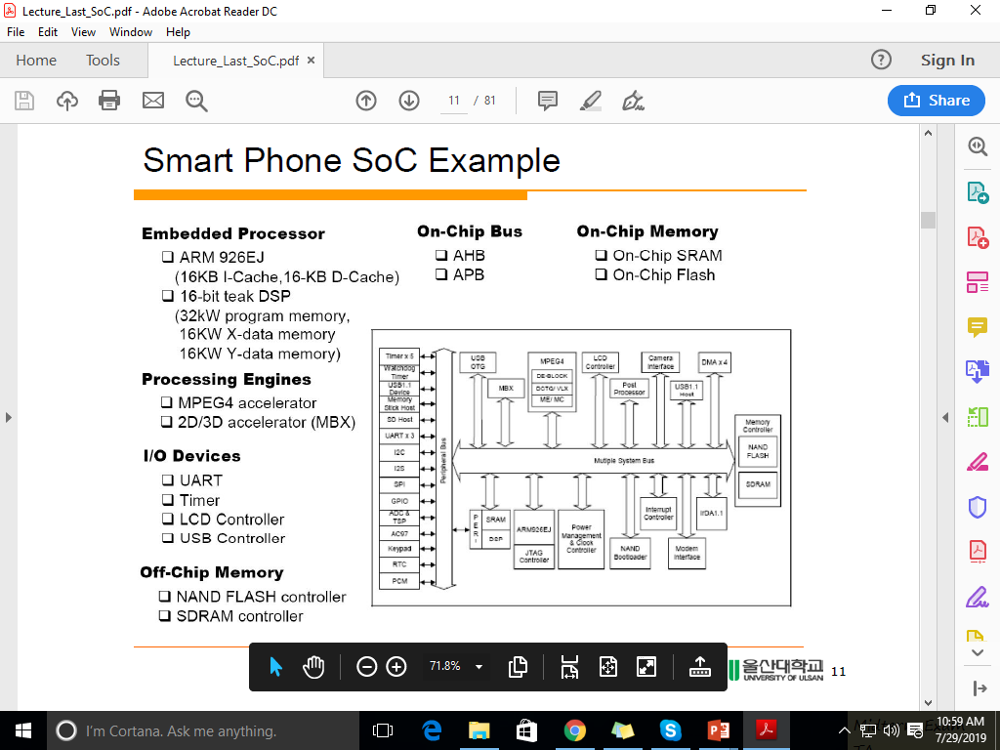 Lecture_Last_SoC.pdf - Adobe Acrobat Reader DC
File Edit View Window Help
Home Tools Lecture_Last_SoC.pdf ×
Sign In
11 / 81
Share
Smart Phone SoC Example
Embedded Processor
❑ ARM 926EJ
(16KB I-Cache,16-KB D-Cache)
❑ 16-bit teak DSP
(32kW program memory,
16KW X-data memory
16KW Y-data memory)
Processing Engines
❑ MPEG4 accelerator
❑ 2D/3D accelerator (MBX)
I/O Devices
❑ UART
❑ Timer
❑ LCD Controller
❑ USB Controller
Off-Chip Memory
❑ NAND FLASH controller
❑ SDRAM controller
On-Chip Bus
❑ AHB
❑ APB
On-Chip Memory
❑ On-Chip SRAM
❑ On-Chip Flash
Timer x 5
Watchdog
Timer
USB1.1
Device
Memory
Stick Host
SD Host
UART x 3
I2C
I2S
SPI
GPIO
ADC &
TSP
AC97
Keypad
RTC
PCM
Peripheral Bus
USB
OTG
MBX
MPEG4
DE-BLOCK
DCTQ/ VLX
ME/ MC
LCD
Controller
Post
Processor
Camera
Interface
USB1.1
Host
DMA x 4
Mutiple System Bus
Memory
Controller
NAND
FLASH
SDRAM
PERI
SRAM
DSP
ARM926EJ
JTAG
Controller
Power
Management
& Clock
Controller
NAND
Bootloader
Interrupt
Controller
Modem
Interface
IrDA1.1
71.8%
울산대학교
UNIVERSITY OF ULSAN
11
I'm Cortana. Ask me anything.
10:59 AM
7/29/2019